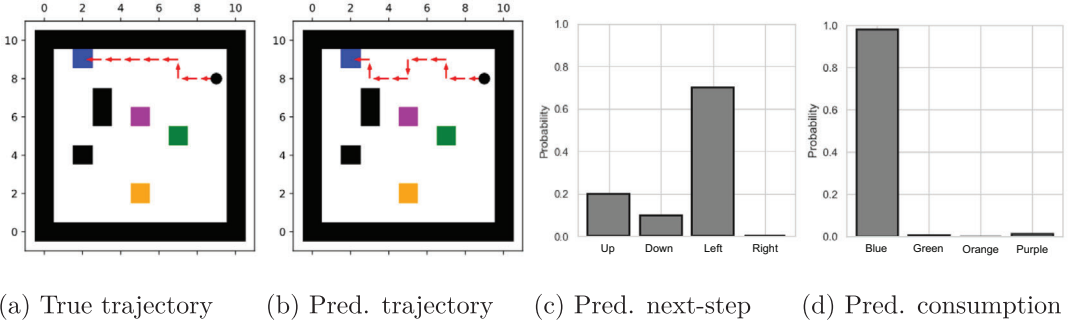 0 2 4 6 8 10
0 2 4 6 8 10
10
8
6
4
2
0
10
8
6
4
2
0
1.0
0.8
0.6
0.4
0.2
0.0
Probability
Up Down Left Right
1.0
0.8
0.6
0.4
0.2
0.0
Probability
Blue Green Orange Purple
(a) True trajectory
(b) Pred. trajectory
(c) Pred. next-step
(d) Pred. consumption